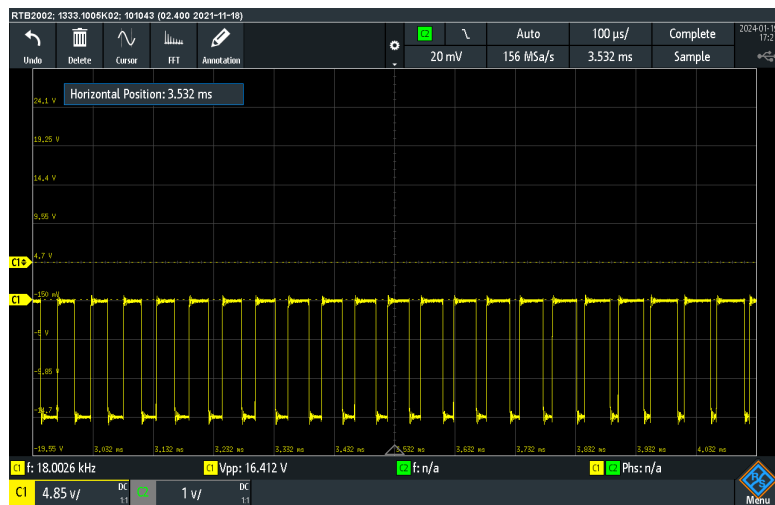 RTB2002; 1333.1005K02; 101043 (02.400 2021-11-18)
Undo Delete Cursor FFT Annotation
C2 Auto 100 µs/ Complete
20 mV 156 MSa/s 3.532 ms Sample
Horizontal Position: 3.532 ms
24,1 V
19,25 V
14,4 V
9,55 V
4,7 V
C1
C1
-150 mV
-5 V
-9,85 V
-14,7 V
-19,55 V 3,032 ms 3,132 ms 3,232 ms 3,332 ms 3,432 ms 3,532 ms 3,632 ms 3,732 ms 3,832 ms 3,932 ms 4,032 ms
C1 f: 18.0026 kHz C1 Vpp: 16.412 V C2 f: n/a C1 C2 Phs: n/a
C1 4.85 V/ DC 1:1 C2 1 V/ DC 1:1
R&S
Menu